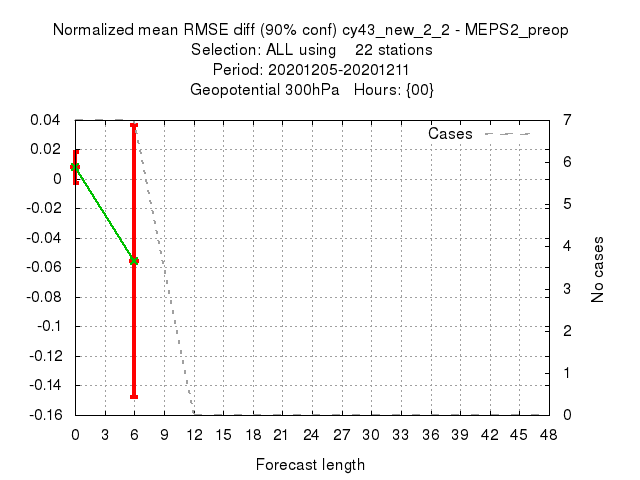 Normalized mean RMSE diff (90% conf) cy43_new_2_2 - MEPS2_preop
Selection: ALL using 22 stations
Period: 20201205-20201211
Geopotential 300hPa Hours: {00}
Cases
0.04
0.02
0
-0.02
-0.04
-0.06
-0.08
-0.1
-0.12
-0.14
-0.16
7
6
5
4
3
2
1
0
No cases
0 3 6 9 12 15 18 21 24 27 30 33 36 39 42 45 48
Forecast length